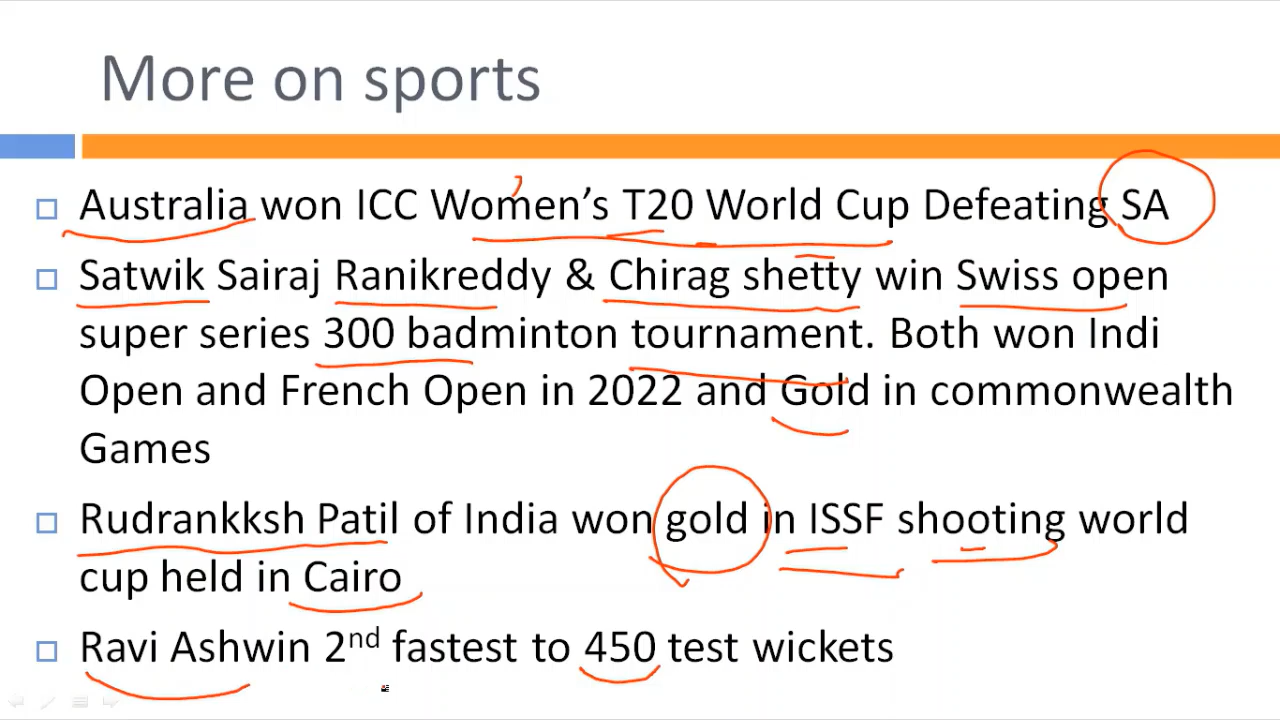 More on sports
Australia won ICC Women’s T20 World Cup Defeating SA
Satwik Sairaj Ranikreddy & Chirag shetty win Swiss open
super series 300 badminton tournament. Both won Indi
Open and French Open in 2022 and Gold in commonwealth
Games
Rudrankksh Patil of India won gold in ISSF shooting world
cup held in Cairo
Ravi Ashwin 2nd fastest to 450 test wickets